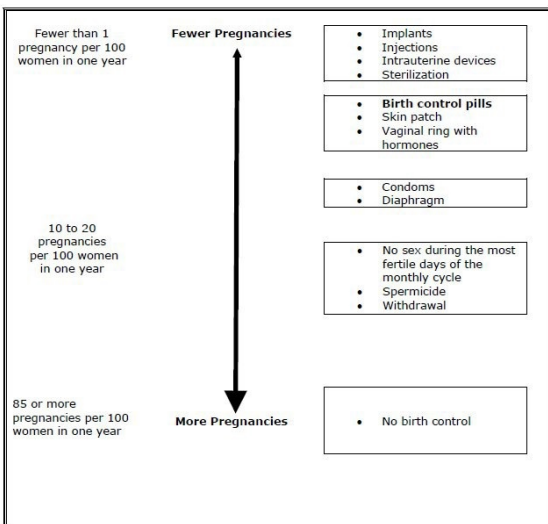 Fewer than 1
pregnancy per 100
women in one year
Fewer Pregnancies
• Implants
• Injections
• Intrauterine devices
• Sterilization
• Birth control pills
• Skin patch
• Vaginal ring with
hormones
• Condoms
• Diaphragm
10 to 20
pregnancies
per 100 women
in one year
• No sex during the most
fertile days of the
monthly cycle
• Spermicide
• Withdrawal
85 or more
pregnancies per 100
women in one year
More Pregnancies
• No birth control